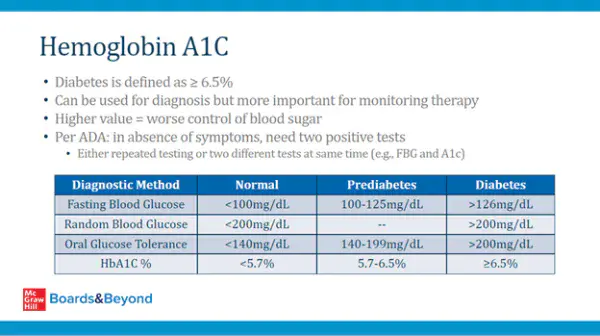 Hemoglobin A1C
• Diabetes is defined as ≥ 6.5%
• Can be used for diagnosis but more important for monitoring therapy
• Higher value = worse control of blood sugar
• Per ADA: in absence of symptoms, need two positive tests
• Either repeated testing or two different tests at same time (e.g., FBG and A1c)
Diagnostic Method Normal Prediabetes Diabetes
Fasting Blood Glucose <100mg/dL 100-125mg/dL >126mg/dL
Random Blood Glucose <200mg/dL -- >200mg/dL
Oral Glucose Tolerance <140mg/dL 140-199mg/dL >200mg/dL
HbA1C % <5.7% 5.7-6.5% ≥6.5%
Mc
Graw
Hill
Boards&Beyond